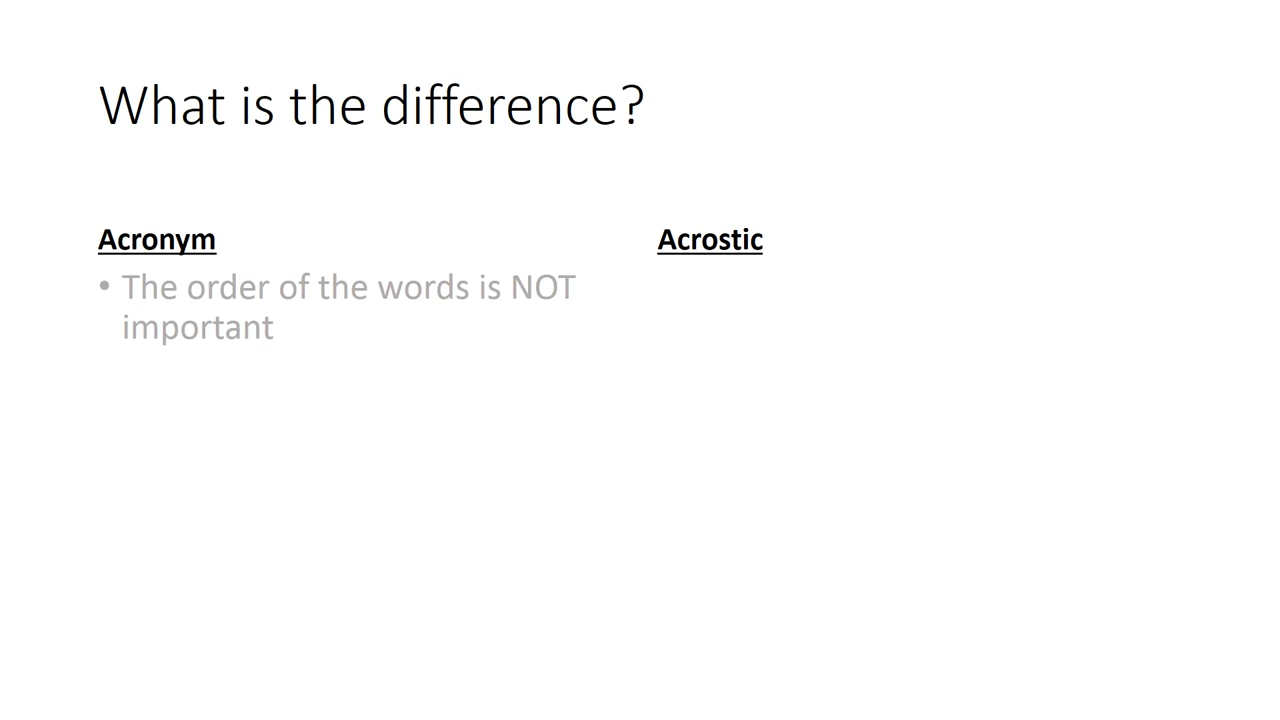 What is the difference?
Acronym
• The order of the words is NOT
important
Acrostic